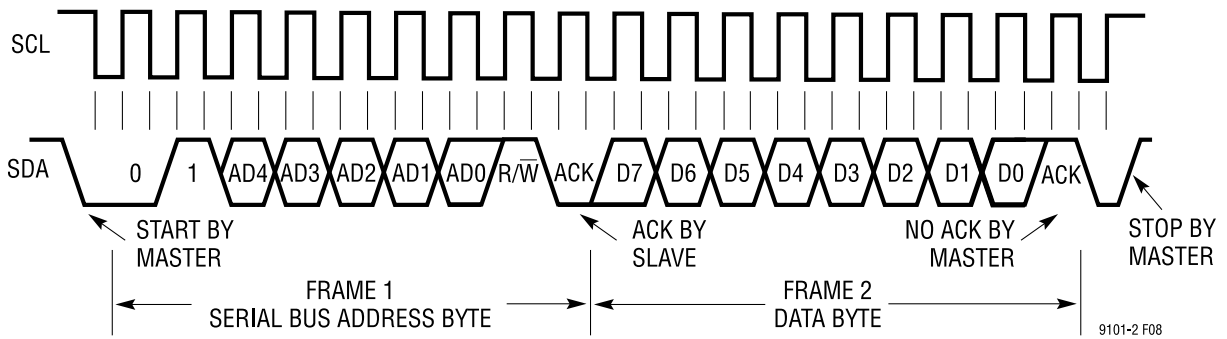 SCL
SDA
0 1 AD4 AD3 AD2 AD1 AD0 R/W̅ ACK D7 D6 D5 D4 D3 D2 D1 D0 ACK
START BY
MASTER
ACK BY
SLAVE
NO ACK BY
MASTER
STOP BY
MASTER
FRAME 1
SERIAL BUS ADDRESS BYTE
FRAME 2
DATA BYTE
9101-2 F08